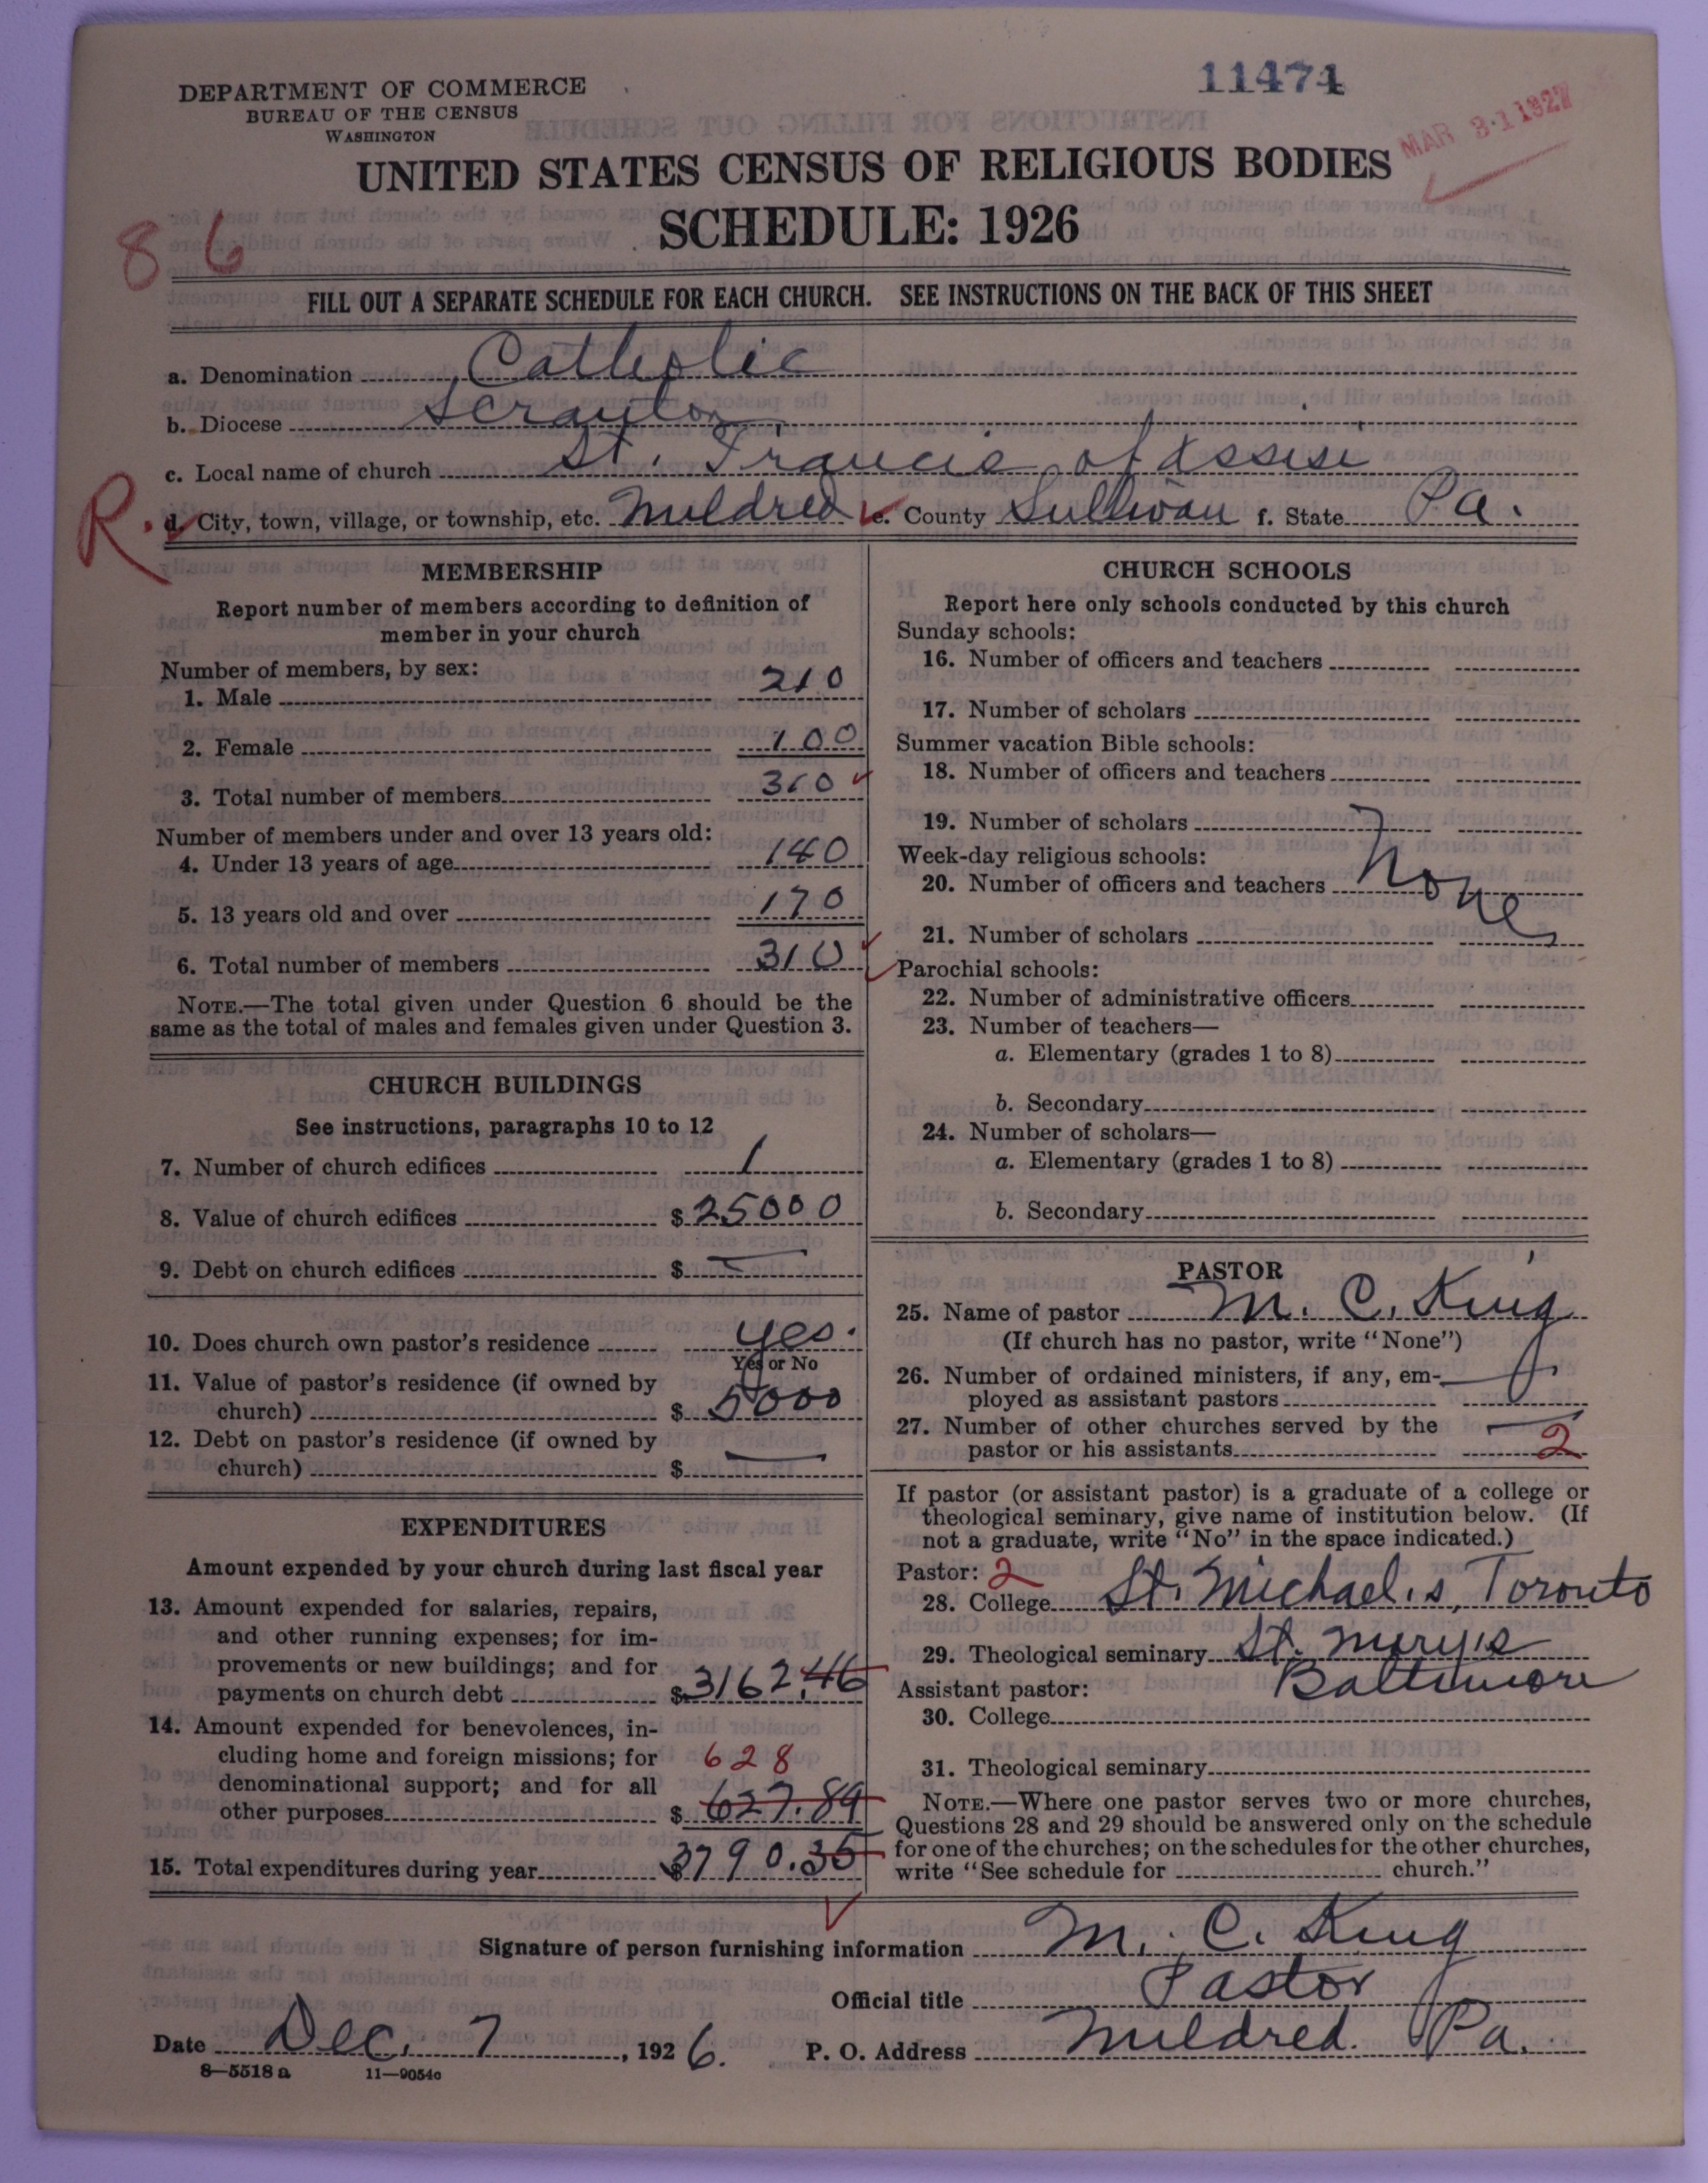 11474
DEPARTMENT OF COMMERCE
BUREAU OF THE CENSUS
WASHINGTON
MAR 31 1927
UNITED STATES CENSUS OF RELIGIOUS BODIES
SCHEDULE: 1926
8 6
FILL OUT A SEPARATE SCHEDULE FOR EACH CHURCH. SEE INSTRUCTIONS ON THE BACK OF THIS SHEET
a. Denomination Catholic
b. Diocese Scranton
c. Local name of church St. Francis of Assisi
R. d. City, town, village, or township, etc. Mildred e. County Sullivan f. State Pa.
MEMBERSHIP
Report number of members according to definition of
member in your church
Number of members, by sex:
1. Male 210
2. Female 100
3. Total number of members 310
Number of members under and over 13 years old:
4. Under 13 years of age 140
5. 13 years old and over 170
6. Total number of members 310
NOTE.—The total given under Question 6 should be the
same as the total of males and females given under Question 3.
CHURCH BUILDINGS
See instructions, paragraphs 10 to 12
7. Number of church edifices 1
8. Value of church edifices $ 25000
9. Debt on church edifices $ —
10. Does church own pastor's residence yes.
Yes or No
11. Value of pastor's residence (if owned by
church) $ 5000
12. Debt on pastor's residence (if owned by
church) $ —
EXPENDITURES
Amount expended by your church during last fiscal year
13. Amount expended for salaries, repairs,
and other running expenses; for im-
provements or new buildings; and for
payments on church debt $ 3162.46
14. Amount expended for benevolences, in-
cluding home and foreign missions; for 628
denominational support; and for all
other purposes $ 627.89
15. Total expenditures during year $ 3790.35
CHURCH SCHOOLS
Report here only schools conducted by this church
Sunday schools:
16. Number of officers and teachers
17. Number of scholars
Summer vacation Bible schools:
18. Number of officers and teachers
19. Number of scholars
Week-day religious schools:
20. Number of officers and teachers None
21. Number of scholars
Parochial schools:
22. Number of administrative officers
23. Number of teachers—
a. Elementary (grades 1 to 8)
b. Secondary
24. Number of scholars—
a. Elementary (grades 1 to 8)
b. Secondary
PASTOR
25. Name of pastor M. C. King
(If church has no pastor, write "None")
26. Number of ordained ministers, if any, em-
ployed as assistant pastors
27. Number of other churches served by the
pastor or his assistants — 2
If pastor (or assistant pastor) is a graduate of a college or
theological seminary, give name of institution below. (If
not a graduate, write "No" in the space indicated.)
Pastor: 2
28. College St. Michael's, Toronto
29. Theological seminary St. Mary's
Baltimore
Assistant pastor:
30. College
31. Theological seminary
NOTE.—Where one pastor serves two or more churches,
Questions 28 and 29 should be answered only on the schedule
for one of the churches; on the schedules for the other churches,
write "See schedule for church."
Signature of person furnishing information M. C. King
Official title Pastor
Date Dec. 7, 1926. P. O. Address Mildred. Pa.
8—5518 a 11—9054c